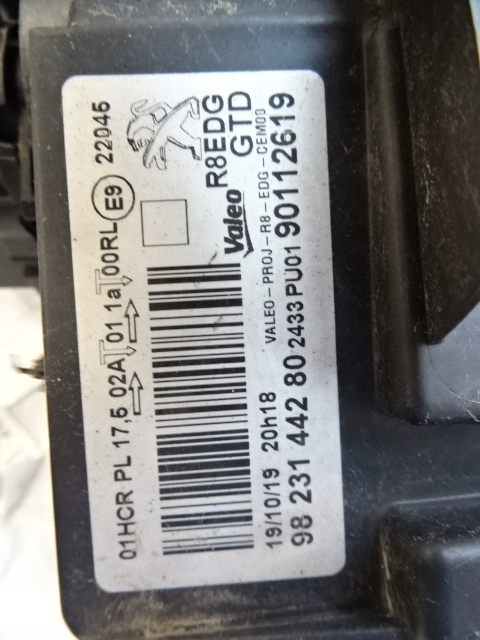 01HCR PL 17,5 02A 01 1a 00RL E9 22045
R8EDG
GTD
Valeo
19/10/19 20h18 VALEO-PROJ-R8-EDG-CEM00
98 231 442 80 2433PU01 90112619